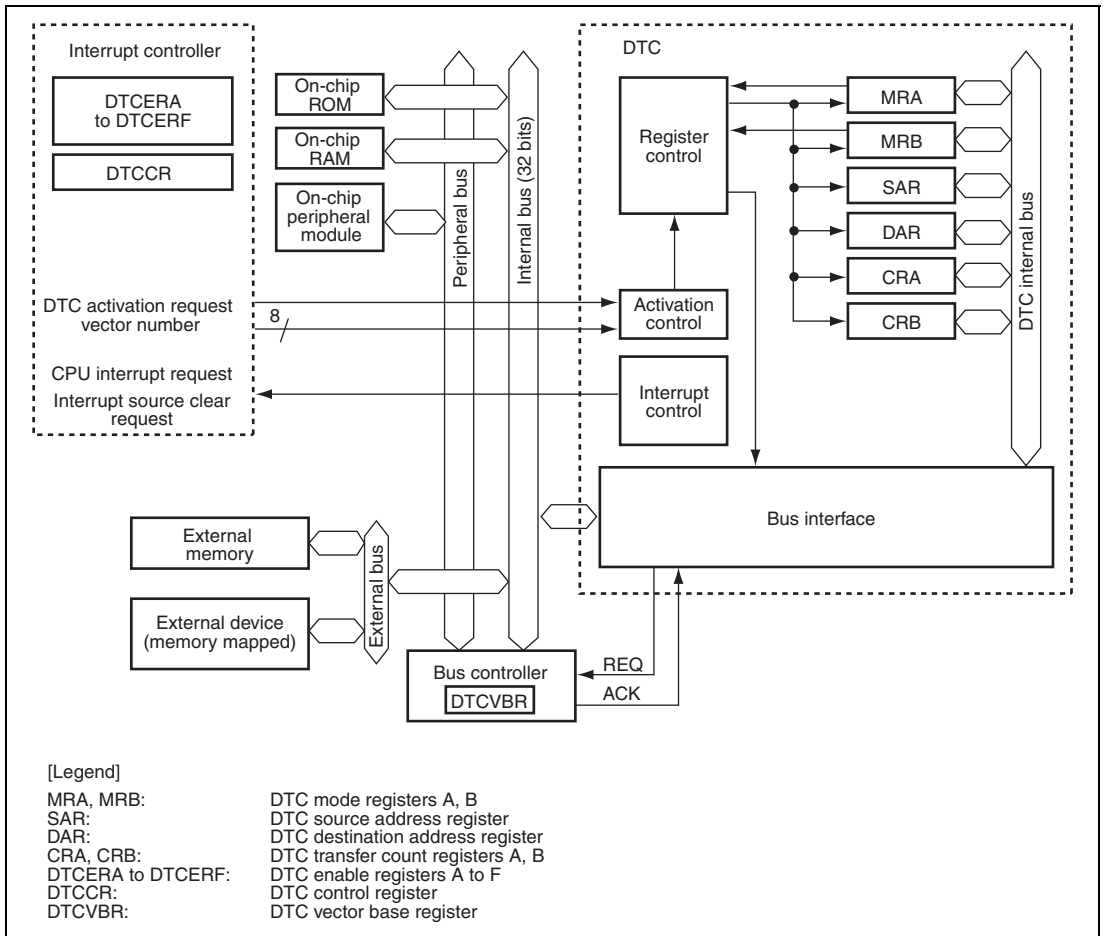 Interrupt controller
DTCERA
to DTCERF
DTCCR
DTC activation request
vector number
8
CPU interrupt request
Interrupt source clear
request
On-chip
ROM
On-chip
RAM
On-chip
peripheral
module
Peripheral bus
Internal bus (32 bits)
DTC
Register
control
Activation
control
Interrupt
control
MRA
MRB
SAR
DAR
CRA
CRB
DTC internal bus
Bus interface
External
memory
External device
(memory mapped)
External bus
Bus controller
DTCVBR
REQ
ACK
[Legend]
MRA, MRB: DTC mode registers A, B
SAR: DTC source address register
DAR: DTC destination address register
CRA, CRB: DTC transfer count registers A, B
DTCERA to DTCERF: DTC enable registers A to F
DTCCR: DTC control register
DTCVBR: DTC vector base register